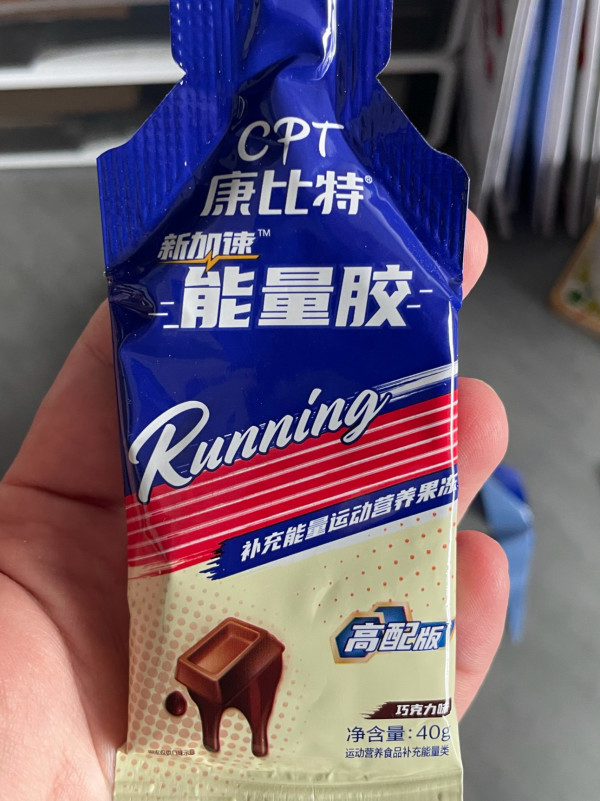 CPT
康比特®
新加速™
能量胶
Running
补充能量运动营养果冻
高配版
巧克力味
净含量:40g
运动营养食品补充能量类